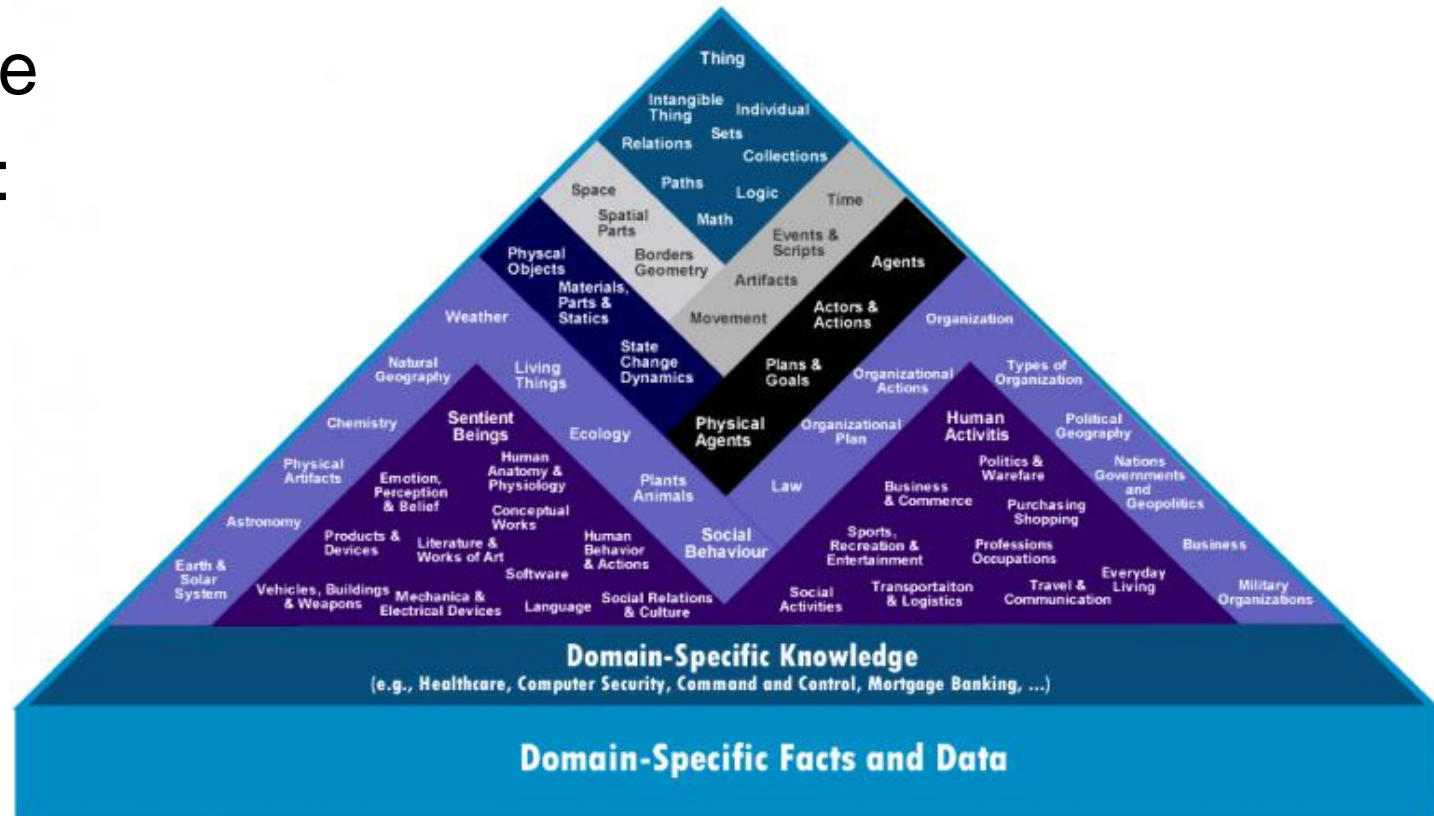 e
:
Thing
Intangible
Thing
Individual
Sets
Relations
Collections
Paths
Logic
Math
Space
Spatial
Parts
Borders
Geometry
Time
Events &
Scripts
Artifacts
Movement
Physcal
Objects
Materials,
Parts &
Statics
State
Change
Dynamics
Agents
Actors &
Actions
Plans &
Goals
Physical
Agents
Weather
Natural
Geography
Living
Things
Chemistry
Ecology
Physical
Artifacts
Plants
Animals
Astronomy
Social
Behaviour
Earth &
Solar
System
Organization
Organizational
Actions
Types of
Organization
Organizational
Plan
Political
Geography
Law
Nations
Governments
and
Geopolitics
Business
Military
Organizations
Sentient
Beings
Human
Anatomy &
Physiology
Emotion,
Perception
& Belief
Conceptual
Works
Products &
Devices
Literature &
Works of Art
Human
Behavior
& Actions
Software
Vehicles, Buildings
& Weapons
Mechanica &
Electrical Devices
Language
Social Relations
& Culture
Human
Activitis
Politics &
Warefare
Business
& Commerce
Purchasing
Shopping
Sports,
Recreation &
Entertainment
Professions
Occupations
Everyday
Living
Social
Activities
Transportaiton
& Logistics
Travel &
Communication
Domain-Specific Knowledge
(e.g., Healthcare, Computer Security, Command and Control, Mortgage Banking, ...)
Domain-Specific Facts and Data